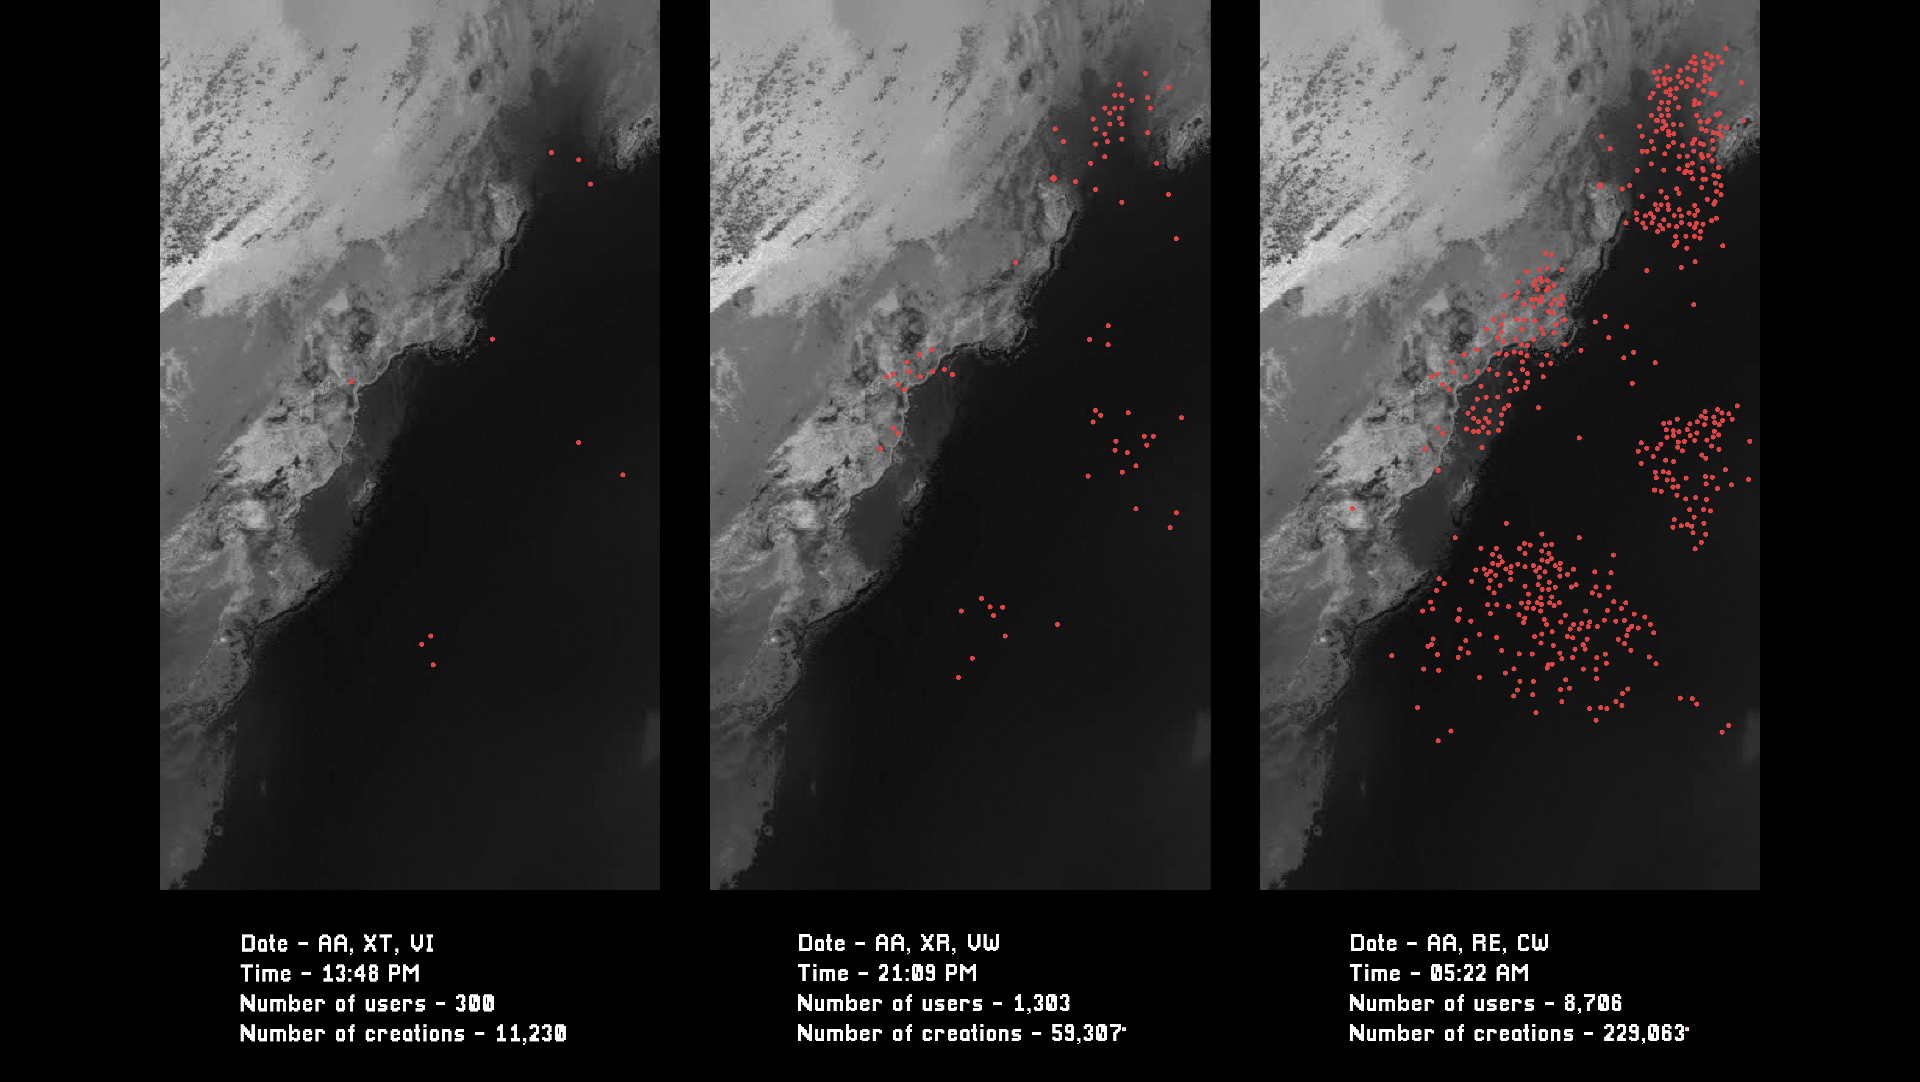 Date - AA, XT, VI
Time - 13:48 PM
Number of users - 300
Number of creations - 11,230
Date - AA, XR, VW
Time - 21:09 PM
Number of users - 1,303
Number of creations - 59,307*
Date - AA, RE, CW
Time - 05:22 AM
Number of users - 8,706
Number of creations - 229,063*